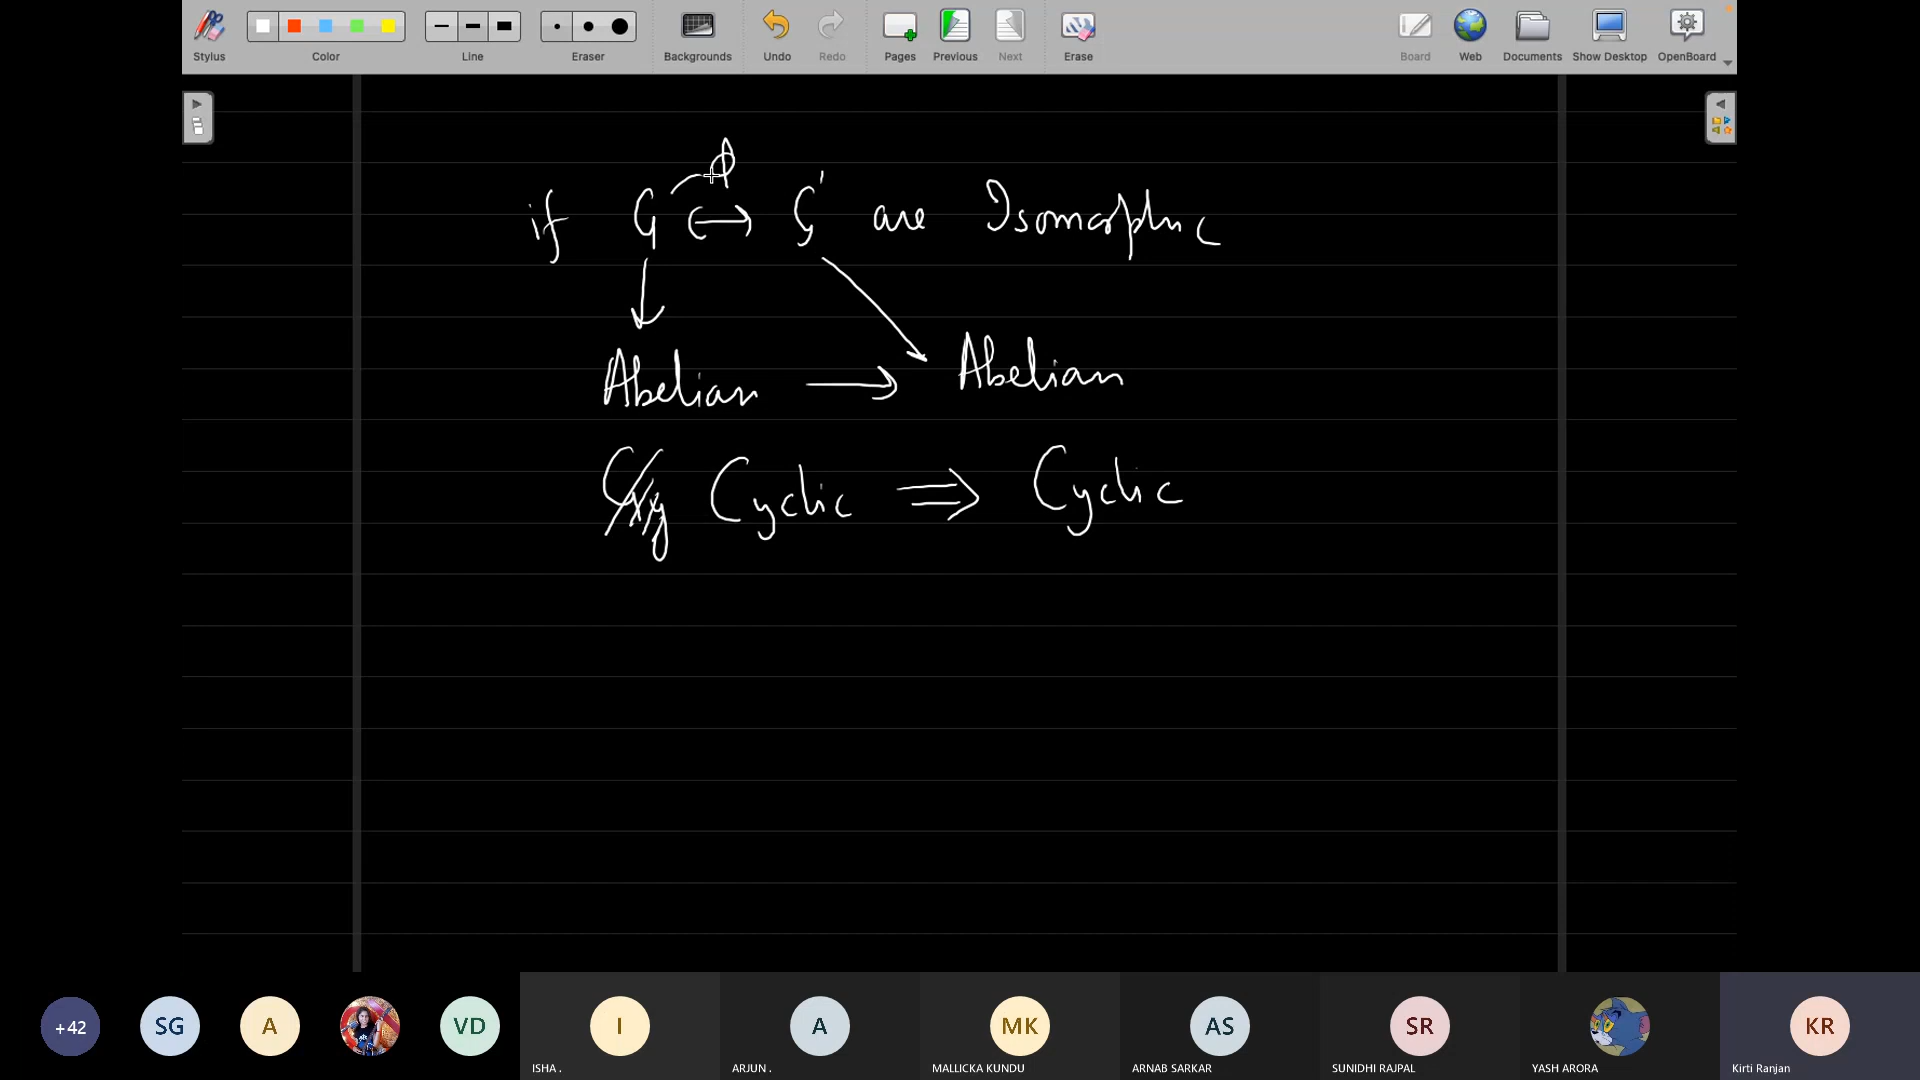 Stylus Color Line Eraser Backgrounds Undo Redo Pages Previous Next Erase Board Web Documents Show Desktop OpenBoard
ϕ
if G ↔ G' are Isomorphic
Abelian → Abelian
Cyclic ⇒ Cyclic
+42 SG A VD I A MK AS SR KR
ISHA . ARJUN . MALLICKA KUNDU ARNAB SARKAR SUNIDHI RAJPAL YASH ARORA Kirti Ranjan